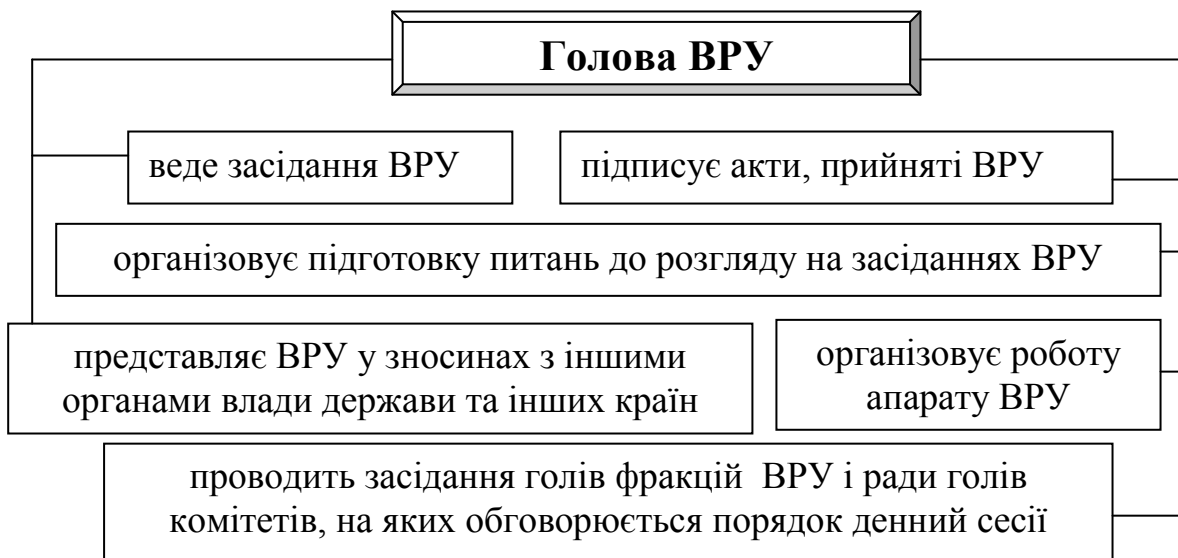 Голова ВРУ
веде засідання ВРУ
підписує акти, прийняті ВРУ
організовує підготовку питань до розгляду на засіданнях ВРУ
представляє ВРУ у зносинах з іншими
органами влади держави та інших країн
організовує роботу
апарату ВРУ
проводить засідання голів фракцій ВРУ і ради голів
комітетів, на яких обговорюється порядок денний сесії